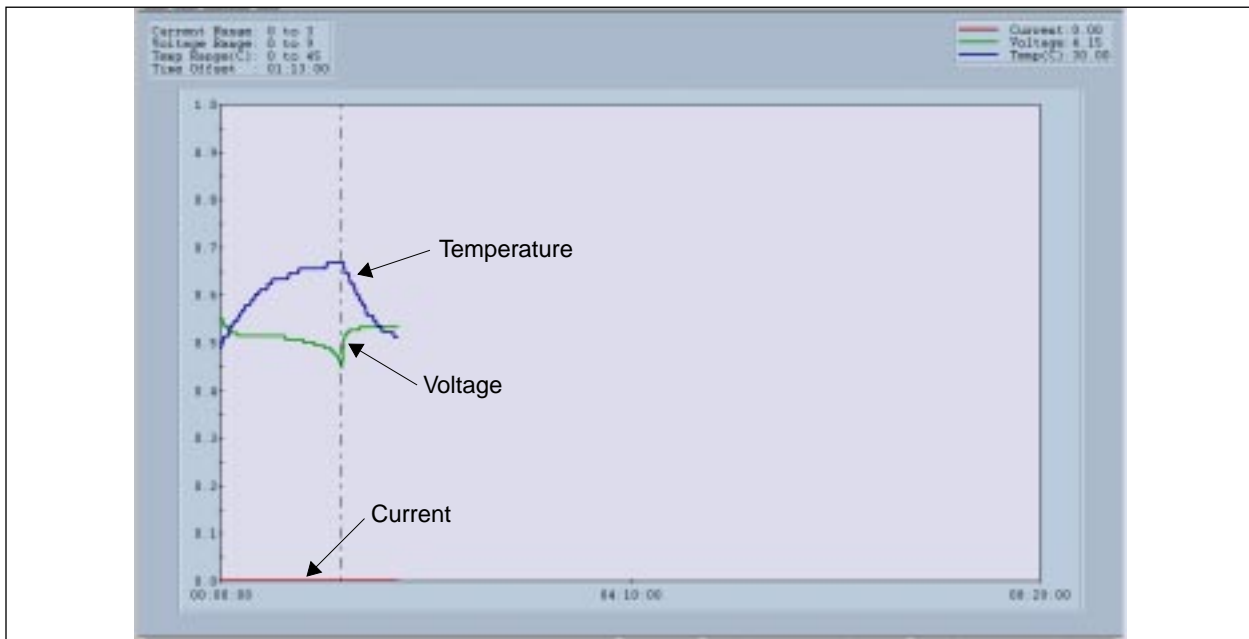 Current Range: 0 to 3
Voltage Range: 0 to 9
Temp Range(C): 0 to 45
Time Offset : 01:13:00
Current: 0.00
Voltage: 4.15
Temp(C): 30.00
1.0
0.9
0.8
0.7
Temperature
0.6
0.5
Voltage
0.4
0.3
0.2
Current
0.1
0.0
00:00:00
04:10:00
08:20:00